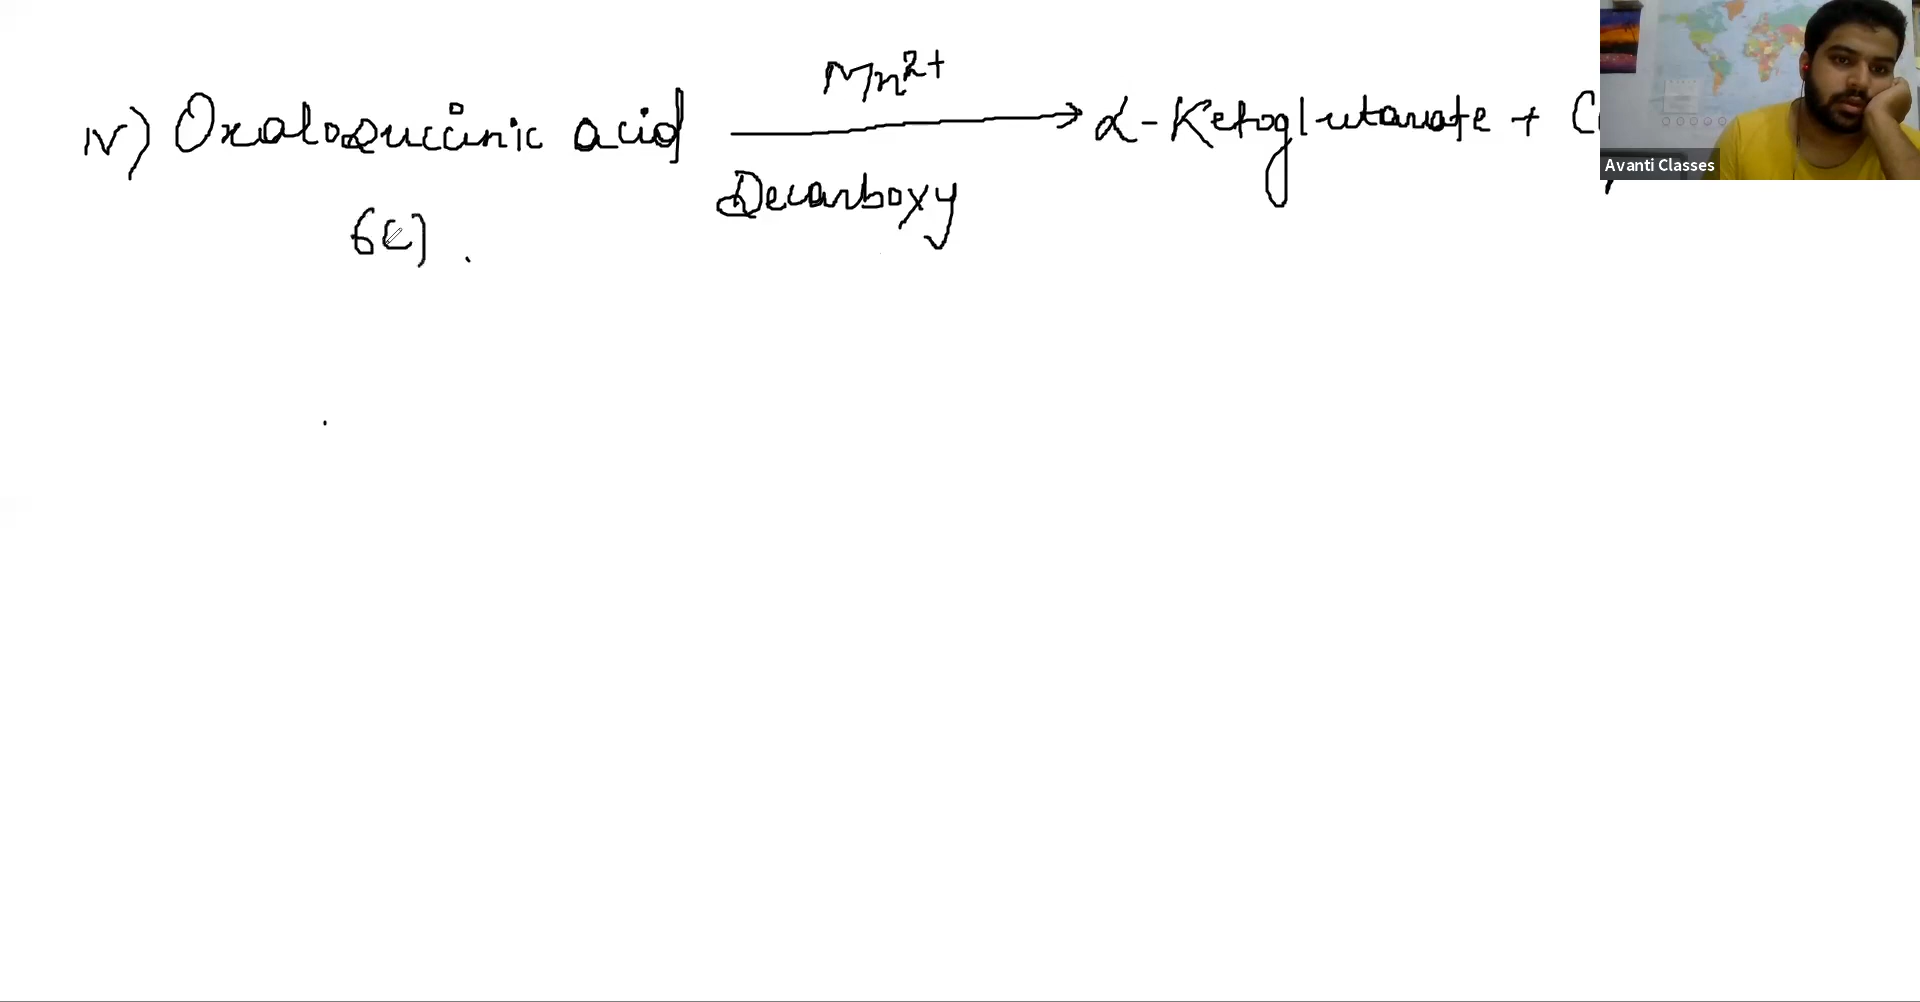 Mn2+
IV) Oxalosuccinic acid → α-Ketoglutarate +
Decarboxy
6C)
Avanti Classes